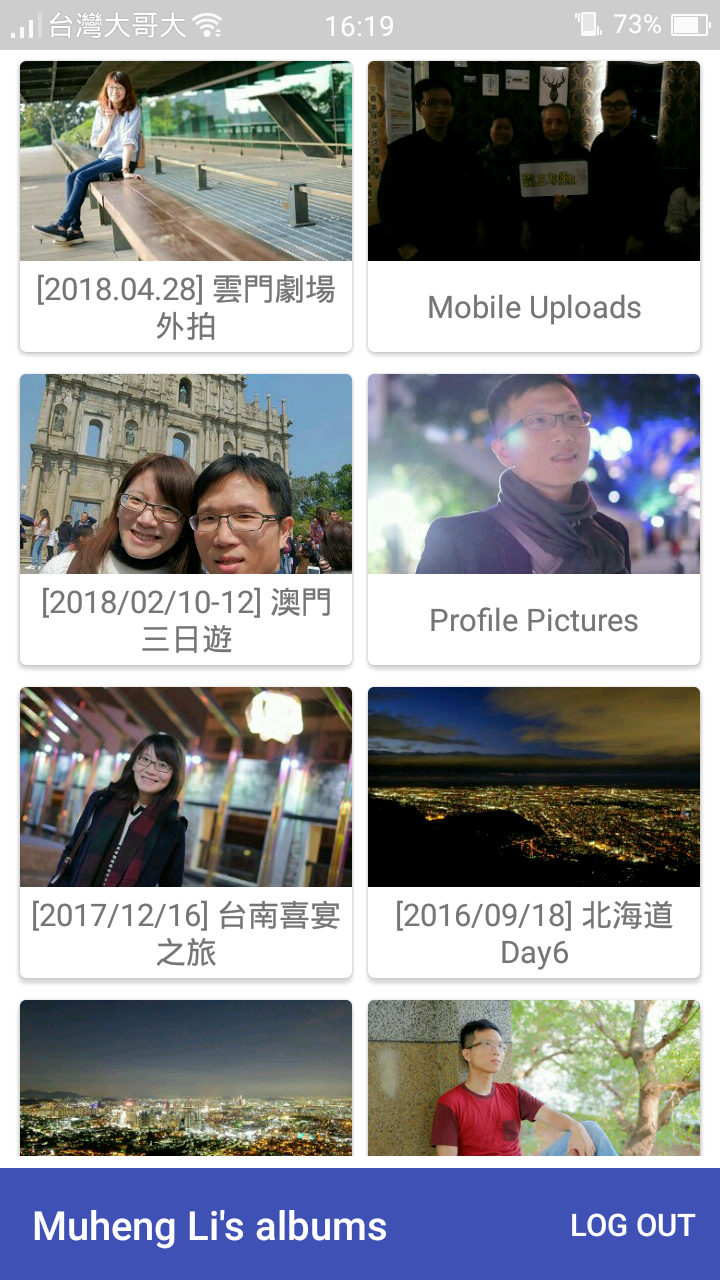 台灣大哥大 16:19 73%
[2018.04.28] 雲門劇場
外拍
Mobile Uploads
[2018/02/10-12] 澳門
三日遊
Profile Pictures
[2017/12/16] 台南喜宴
之旅
[2016/09/18] 北海道
Day6
Muheng Li's albums
LOG OUT